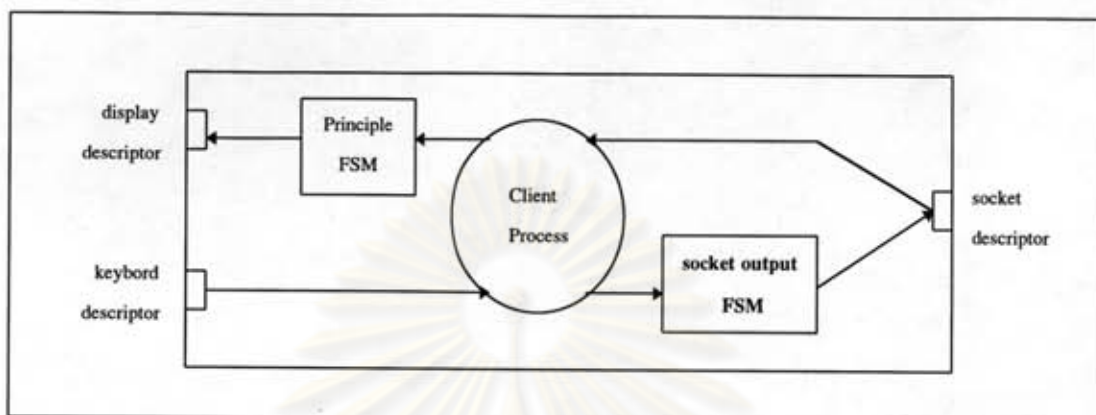 display
descriptor
Principle
FSM
Client
Process
socket
descriptor
keybord
descriptor
socket output
FSM